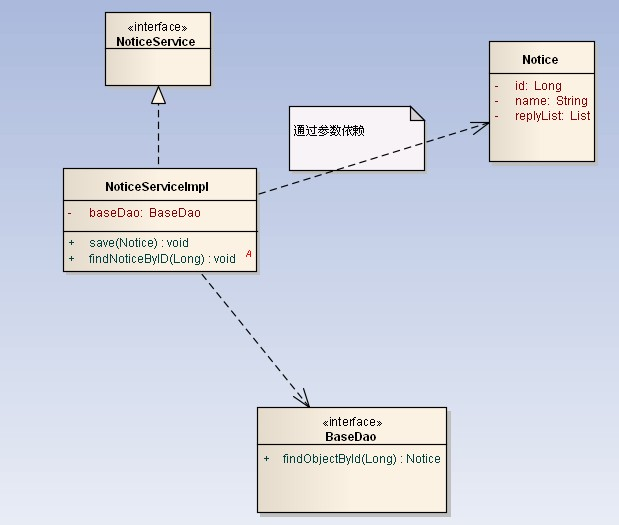 «interface»
NoticeService
Notice
- id: Long
- name: String
- replyList: List
通过参数依赖
NoticeServiceImpl
- baseDao: BaseDao
+ save(Notice) : void
+ findNoticeByID(Long) : void
A
«interface»
BaseDao
+ findObjectById(Long) : Notice